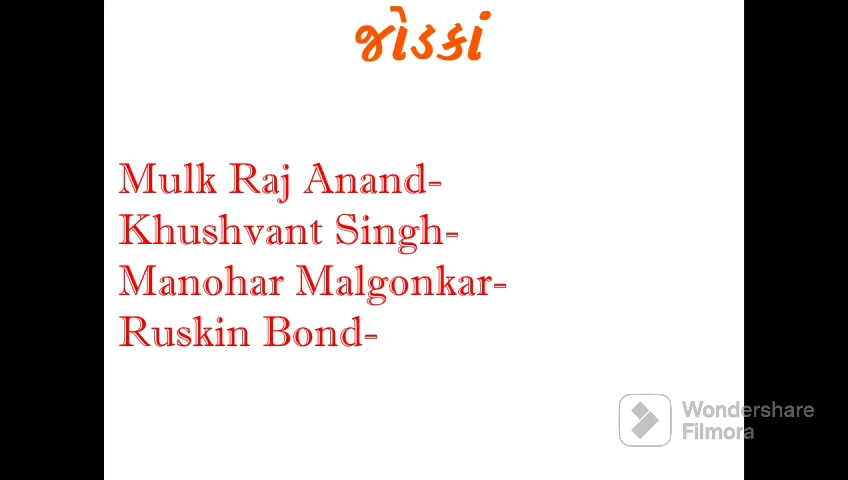 જોડકાં
Mulk Raj Anand-
Khushvant Singh-
Manohar Malgonkar-
Ruskin Bond-
Wondershare
Filmora